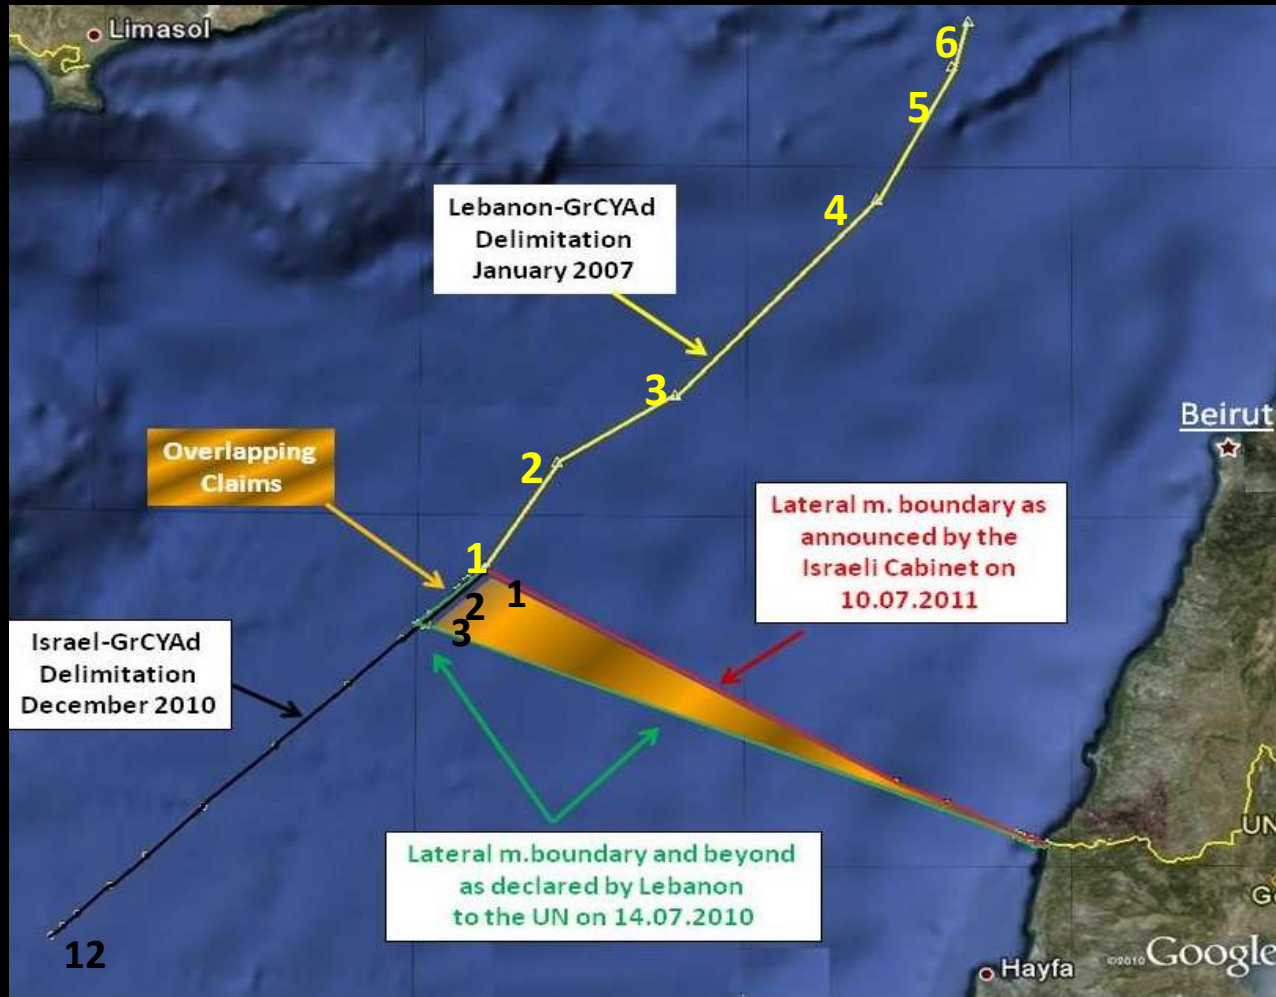 Limasol
6
5
4
Lebanon-GrCYAd
Delimitation
January 2007
3
Beirut
2
Overlapping
Claims
Lateral m. boundary as
announced by the
Israeli Cabinet on
10.07.2011
1
1
2
3
Israel-GrCYAd
Delimitation
December 2010
UN
Lateral m.boundary and beyond
as declared by Lebanon
to the UN on 14.07.2010
G
12
©2010 Google
Hayfa